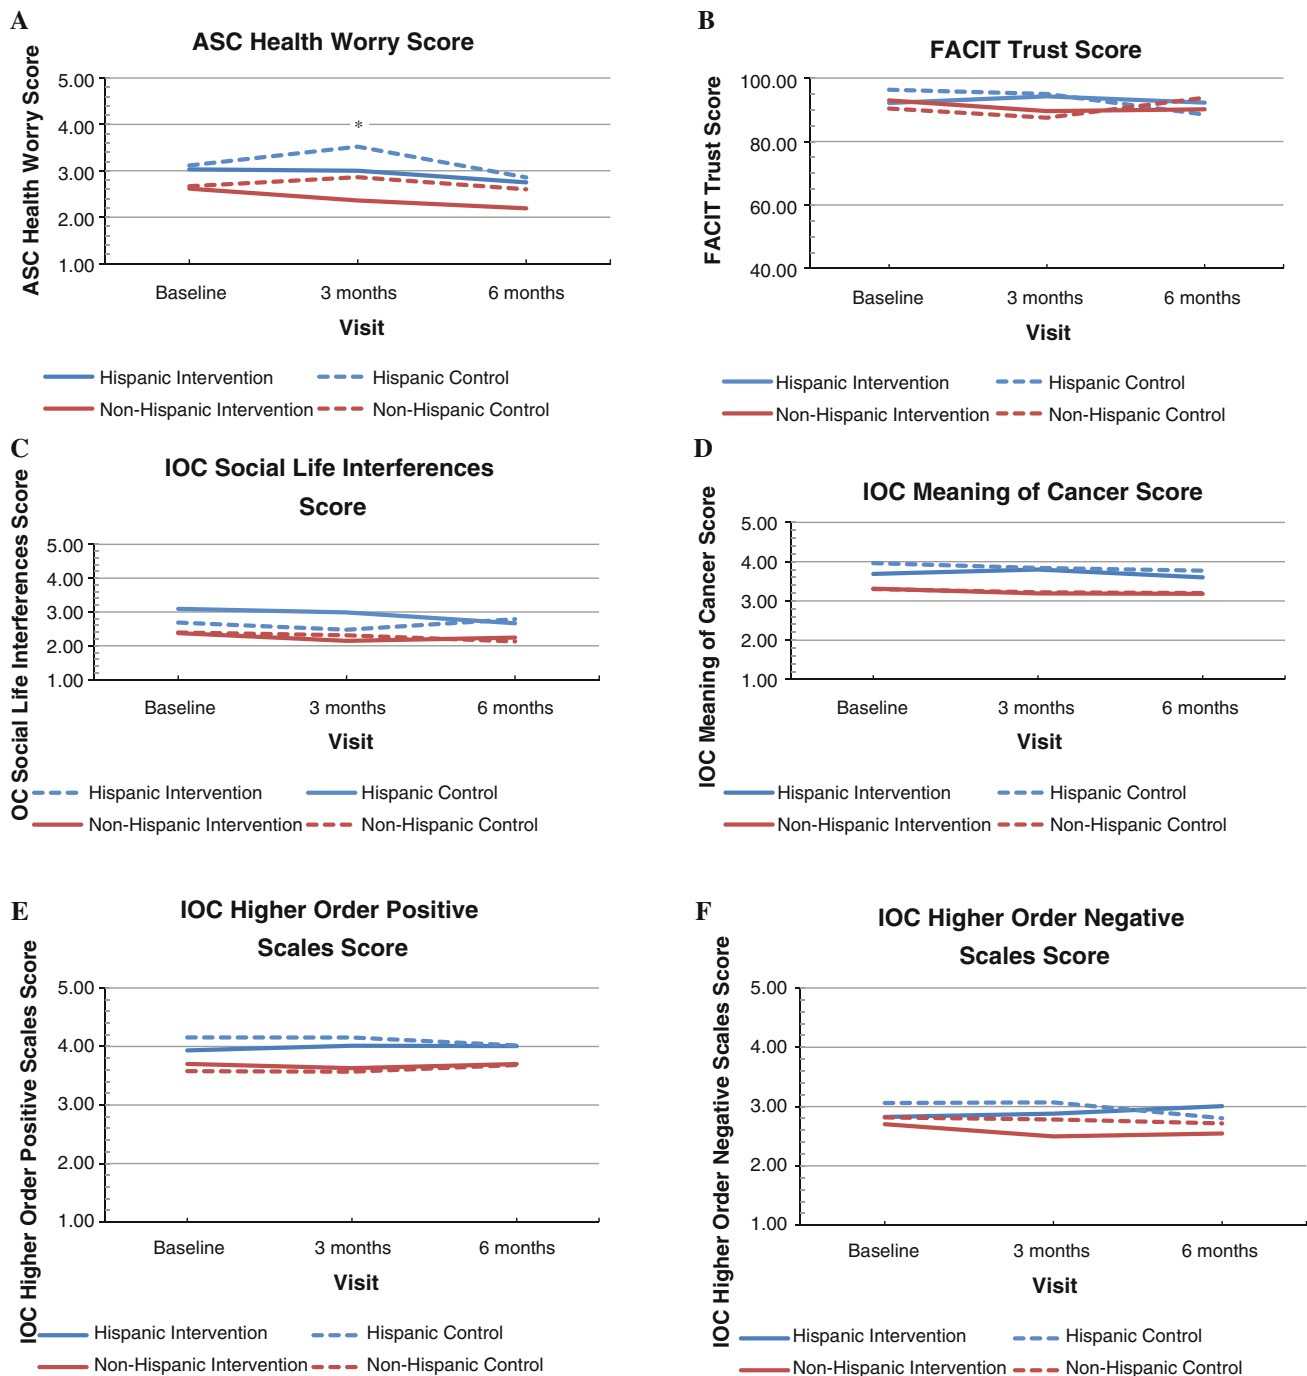 A
ASC Health Worry Score
ASC Health Worry Score
5.00
4.00
3.00
2.00
1.00
*
Baseline
3 months
6 months
Visit
Hispanic Intervention
Hispanic Control
Non-Hispanic Intervention
Non-Hispanic Control
B
FACIT Trust Score
FACIT Trust Score
100.00
80.00
60.00
40.00
Baseline
3 months
6 months
Visit
Hispanic Intervention
Hispanic Control
Non-Hispanic Intervention
Non-Hispanic Control
C
IOC Social Life Interferences
Score
OC Social Life Interferences Score
5.00
4.00
3.00
2.00
1.00
Baseline
3 months
6 months
Visit
Hispanic Intervention
Hispanic Control
Non-Hispanic Intervention
Non-Hispanic Control
D
IOC Meaning of Cancer Score
IOC Meaning of Cancer Score
5.00
4.00
3.00
2.00
1.00
Baseline
3 months
6 months
Visit
Hispanic Intervention
Hispanic Control
Non-Hispanic Intervention
Non-Hispanic Control
E
IOC Higher Order Positive
Scales Score
IOC Higher Order Positive Scales Score
5.00
4.00
3.00
2.00
1.00
Baseline
3 months
6 months
Visit
Hispanic Intervention
Hispanic Control
Non-Hispanic Intervention
Non-Hispanic Control
F
IOC Higher Order Negative
Scales Score
IOC Higher Order Negative Scales Score
5.00
4.00
3.00
2.00
1.00
Baseline
3 months
6 months
Visit
Hispanic Intervention
Hispanic Control
Non-Hispanic Intervention
Non-Hispanic Control